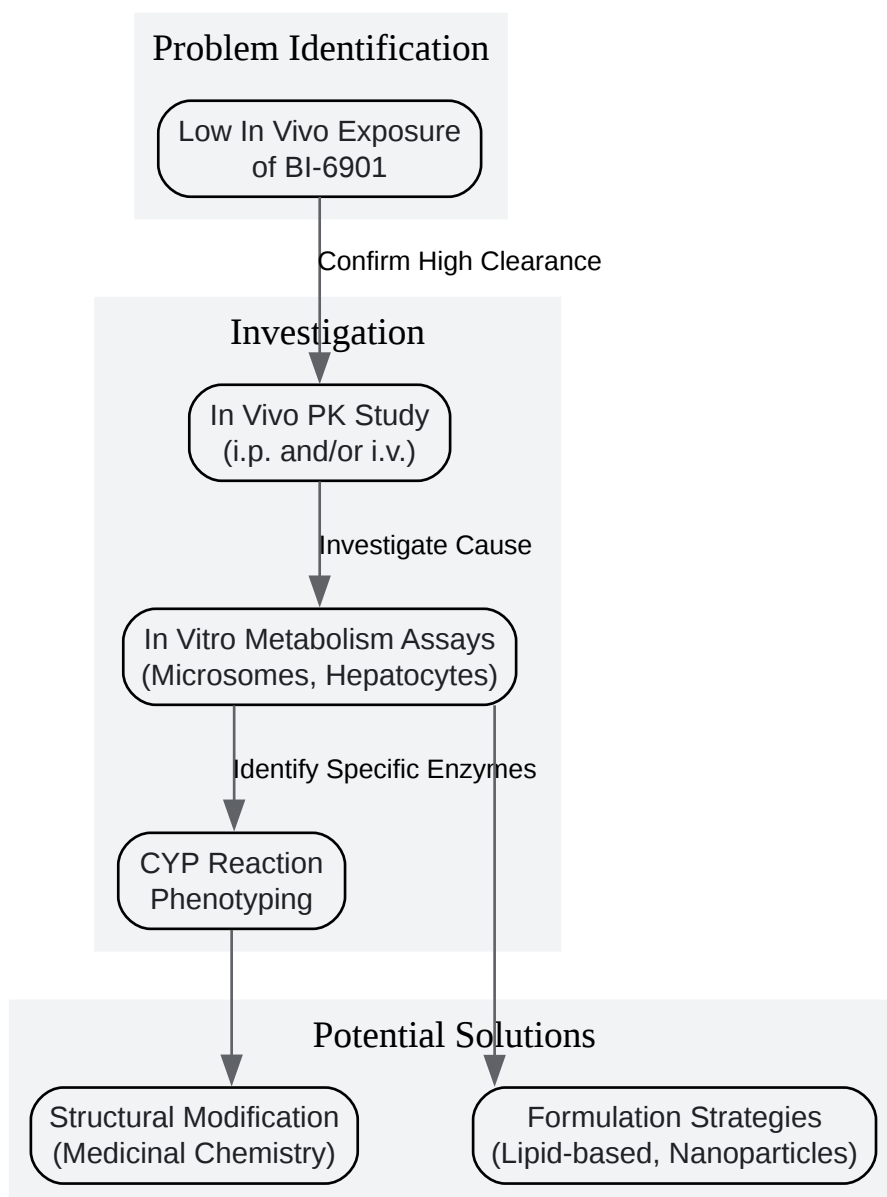 Problem Identification
Low In Vivo Exposure
of BI-6901
Confirm High Clearance
Investigation
In Vivo PK Study
(i.p. and/or i.v.)
Investigate Cause
In Vitro Metabolism Assays
(Microsomes, Hepatocytes)
Identify Specific Enzymes
CYP Reaction
Phenotyping
Potential Solutions
Structural Modification
(Medicinal Chemistry)
Formulation Strategies
(Lipid-based, Nanoparticles)